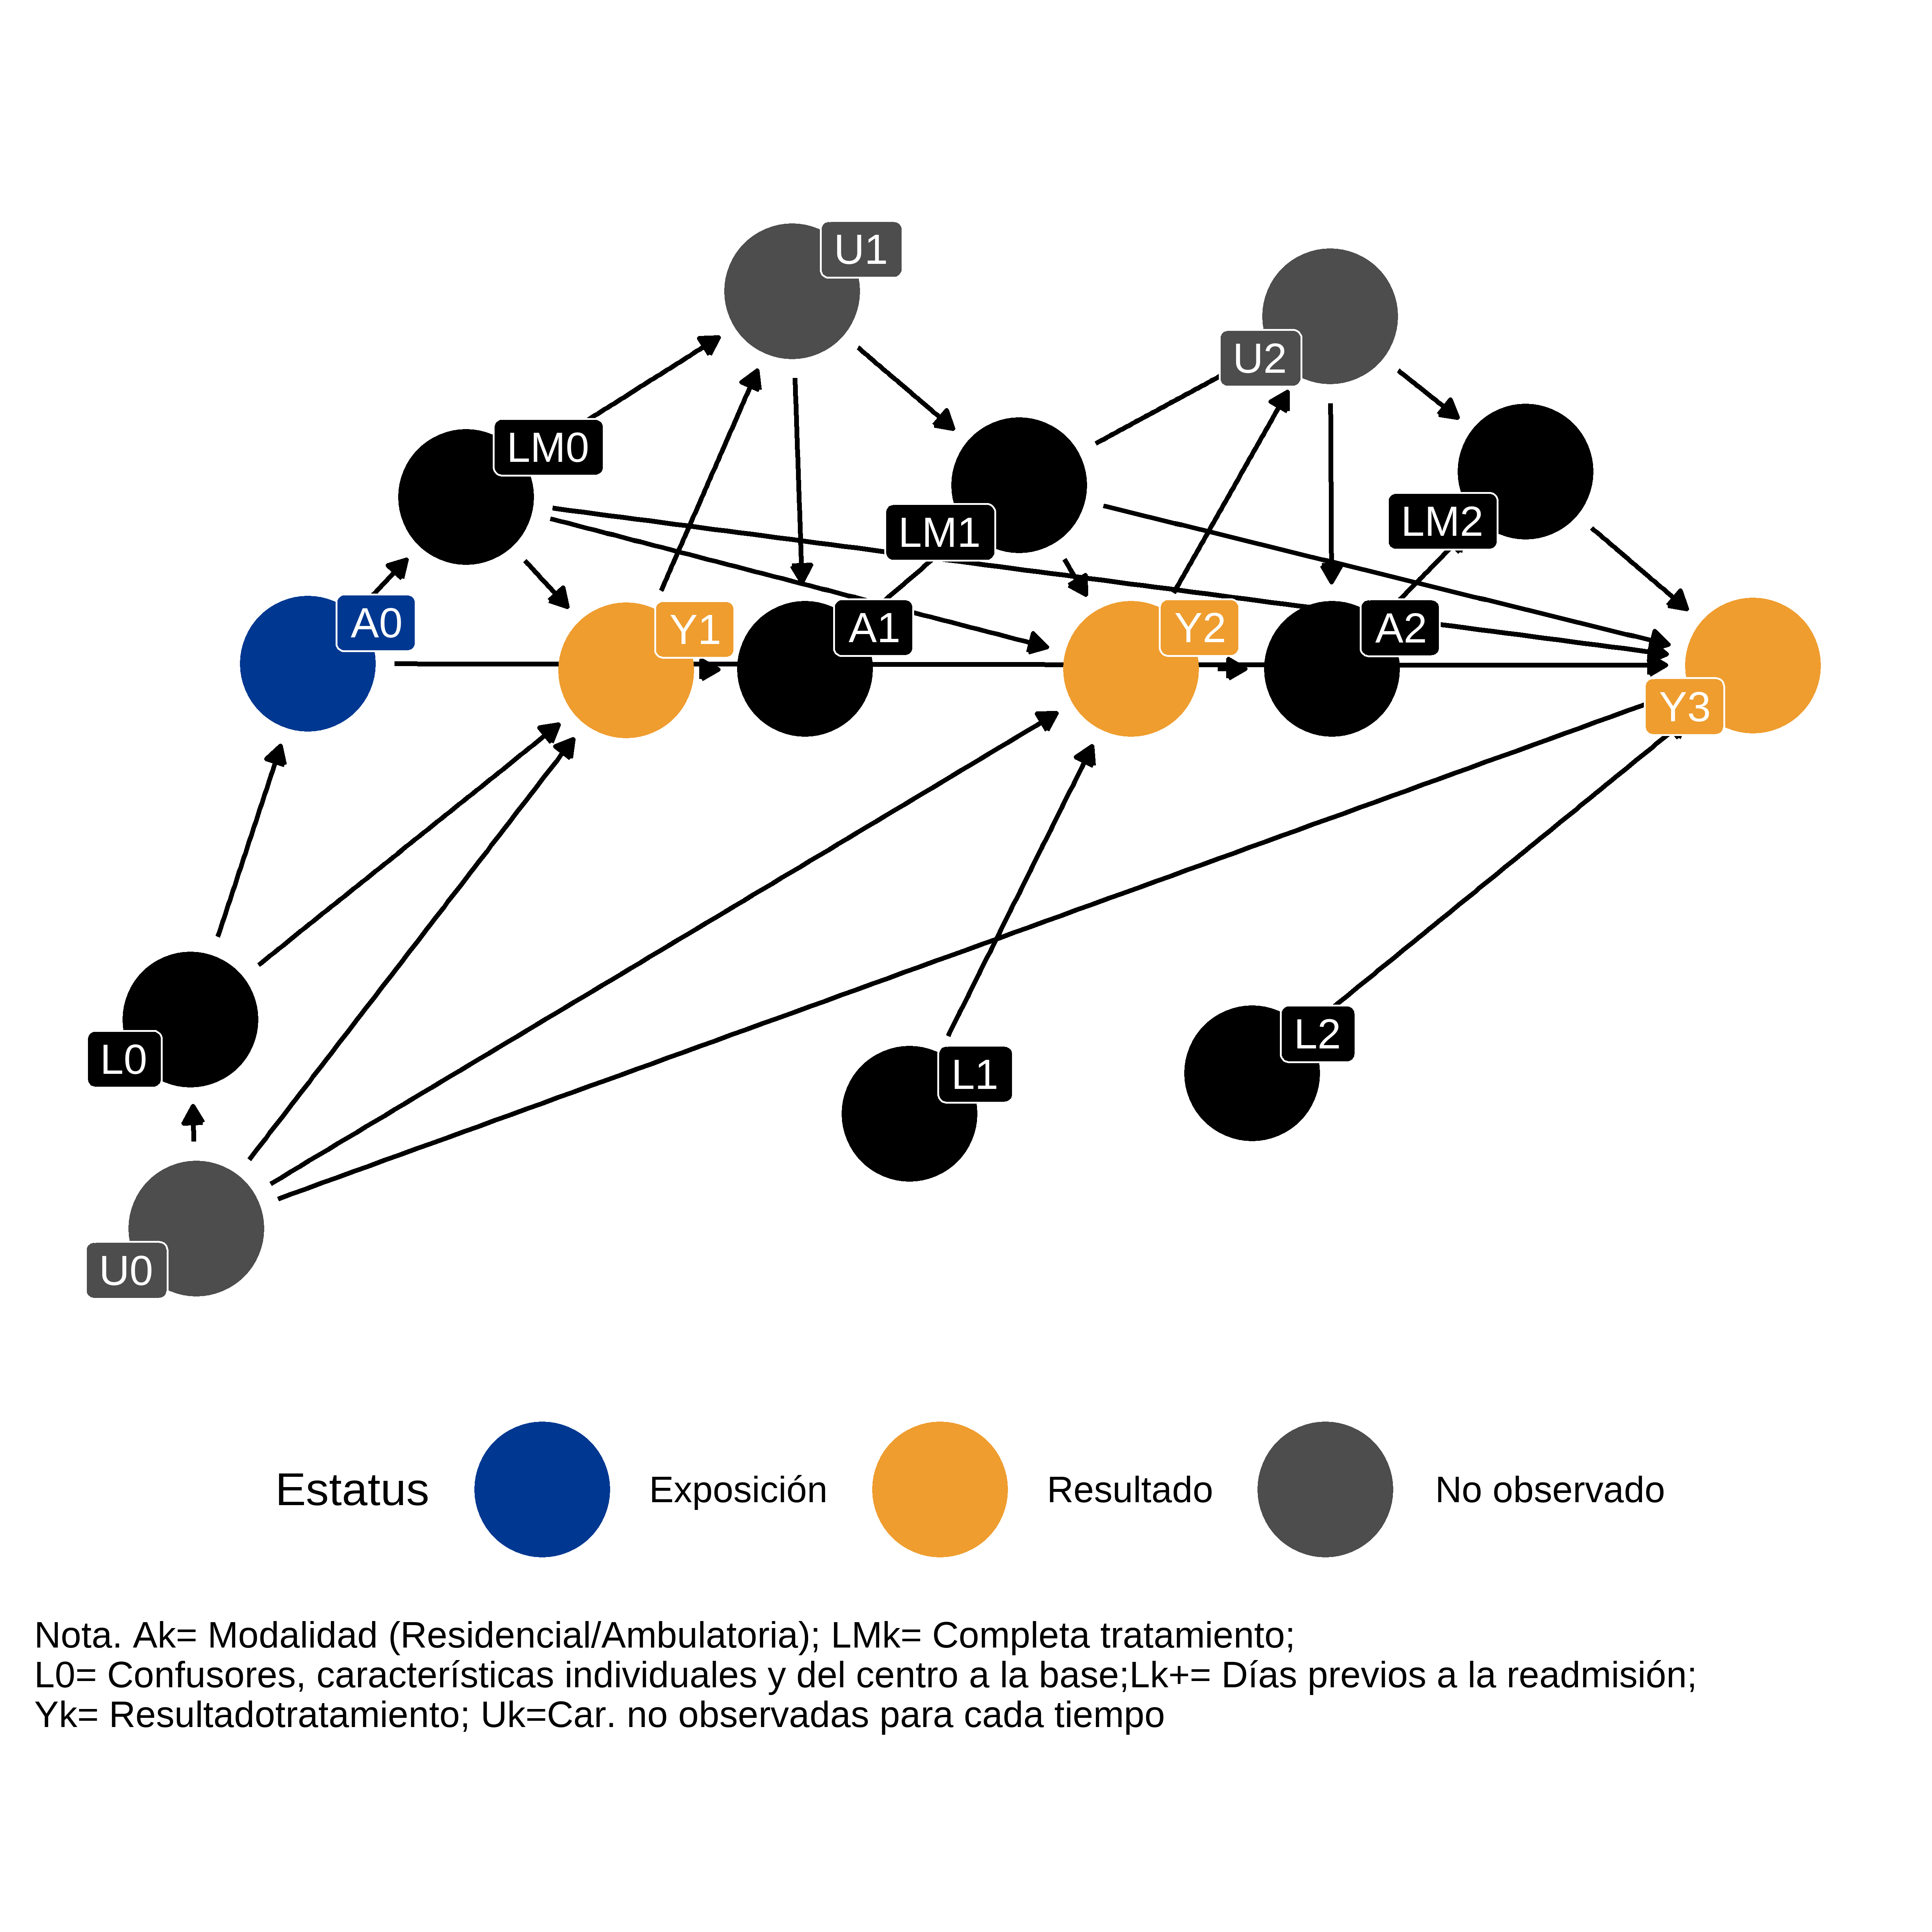 U1
U2
LM0
LM1
LM2
A0
Y1
A1
Y2
A2
Y3
L0
L1
L2
U0
Estatus Exposición Resultado No observado
Nota. Ak= Modalidad (Residencial/Ambulatoria); LMk= Completa tratamiento;
L0= Confusores, características individuales y del centro a la base;Lk+= Días previos a la readmisión;
Yk= Resultadotratamiento; Uk=Car. no observadas para cada tiempo